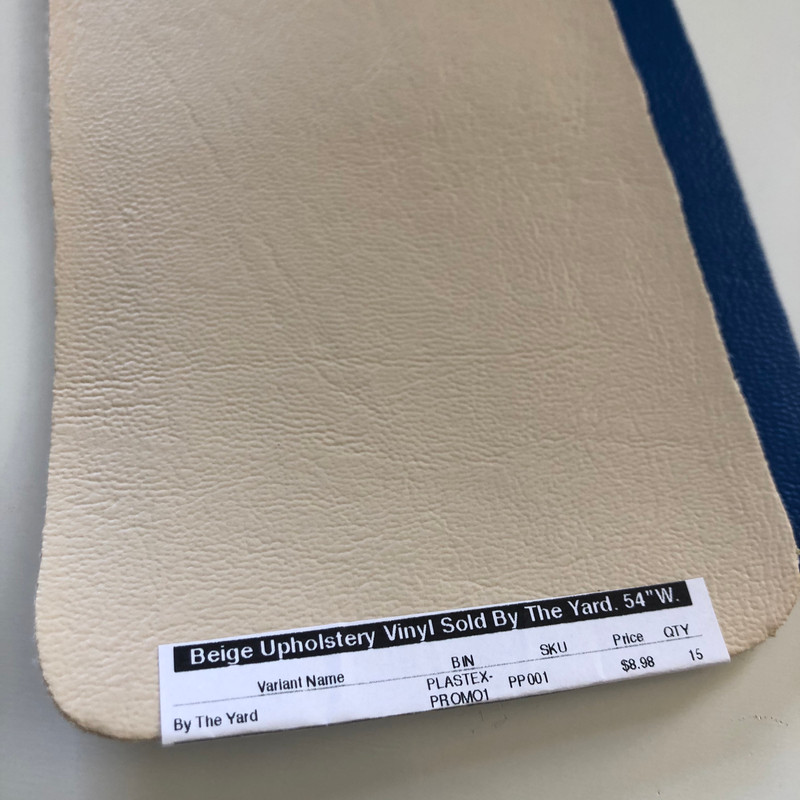 Beige Upholstery Vinyl Sold By The Yard. 54"W.
Variant Name BIN SKU Price QTY
By The Yard PLASTEX- PP001 $8.98 15
PROMO1